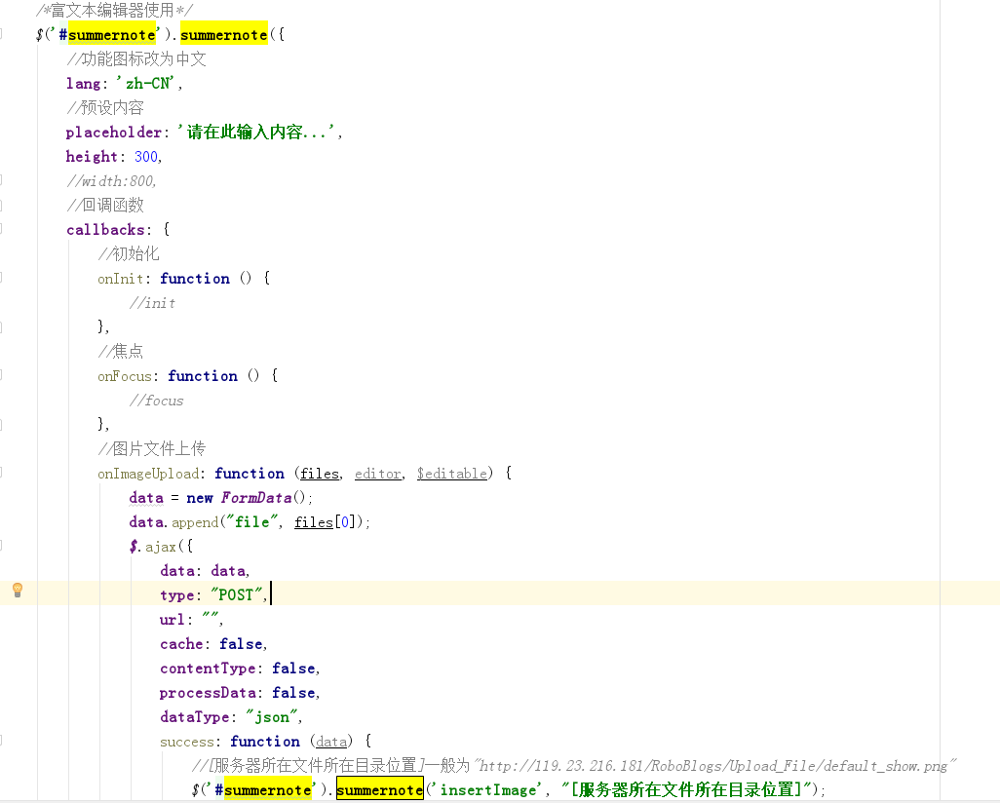 /*富文本编辑器使用*/
$('#summernote').summernote({
//功能图标改为中文
lang: 'zh-CN',
//预设内容
placeholder: '请在此输入内容...',
height: 300,
//width:800,
//回调函数
callbacks: {
//初始化
onInit: function () {
//init
},
//焦点
onFocus: function () {
//focus
},
//图片文件上传
onImageUpload: function (files, editor, $editable) {
data = new FormData();
data.append("file", files[0]);
$.ajax({
data: data,
type: "POST",
url: "",
cache: false,
contentType: false,
processData: false,
dataType: "json",
success: function (data) {
//[服务器所在文件所在目录位置]一般为"http://119.23.216.181/RoboBlogs/Upload_File/default_show.png"
$('#summernote').summernote('insertImage', "[服务器所在文件所在目录位置]");